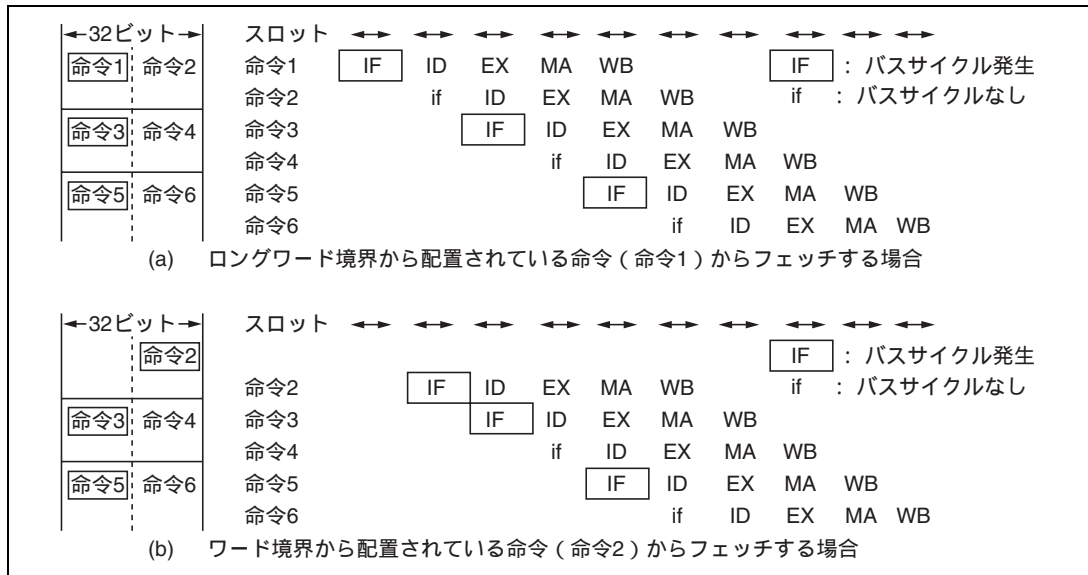 ←32ビット→ スロット ↔ ↔ ↔ ↔ ↔ ↔ ↔ ↔ ↔ ↔
命令1 命令2 命令1 IF ID EX MA WB IF : バスサイクル発生
命令2 if ID EX MA WB if : バスサイクルなし
命令3 命令4 命令3 IF ID EX MA WB
命令4 if ID EX MA WB
命令5 命令6 命令5 IF ID EX MA WB
命令6 if ID EX MA WB
(a) ロングワード境界から配置されている命令(命令1)からフェッチする場合
←32ビット→ スロット ↔ ↔ ↔ ↔ ↔ ↔ ↔ ↔ ↔ ↔
命令2 IF : バスサイクル発生
命令2 IF ID EX MA WB if : バスサイクルなし
命令3 命令4 命令3 IF ID EX MA WB
命令4 if ID EX MA WB
命令5 命令6 命令5 IF ID EX MA WB
命令6 if ID EX MA WB
(b) ワード境界から配置されている命令(命令2)からフェッチする場合